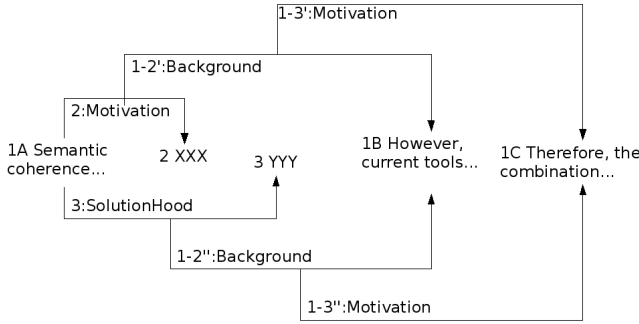 1-3':Motivation
1-2':Background
2:Motivation
1A Semantic
coherence...
2 XXX
3 YYY
1B However,
current tools...
1C Therefore, the
combination...
3:SolutionHood
1-2'':Background
1-3'':Motivation